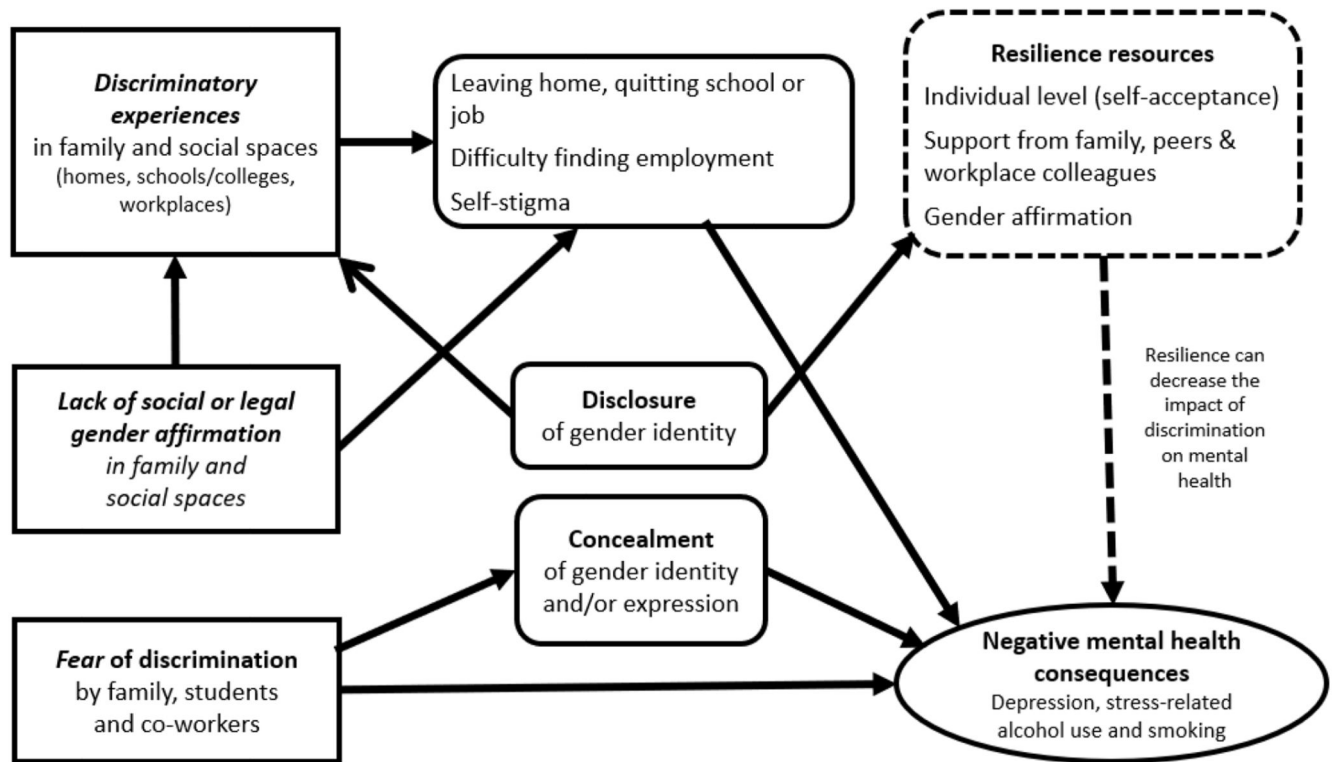 Discriminatory
experiences
in family and social spaces
(homes, schools/colleges,
workplaces)
Leaving home, quitting school or
job
Difficulty finding employment
Self-stigma
Resilience resources
Individual level (self-acceptance)
Support from family, peers &
workplace colleagues
Gender affirmation
Lack of social or legal
gender affirmation
in family and
social spaces
Disclosure
of gender identity
Resilience can
decrease the
impact of
discrimination
on mental
health
Concealment
of gender identity
and/or expression
Fear of discrimination
by family, students
and co-workers
Negative mental health
consequences
Depression, stress-related
alcohol use and smoking